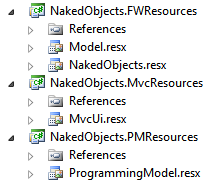 NakedObjects.FWResources
References
Model.resx
NakedObjects.resx
NakedObjects.MvcResources
References
MvcUi.resx
NakedObjects.PMResources
References
ProgrammingModel.resx